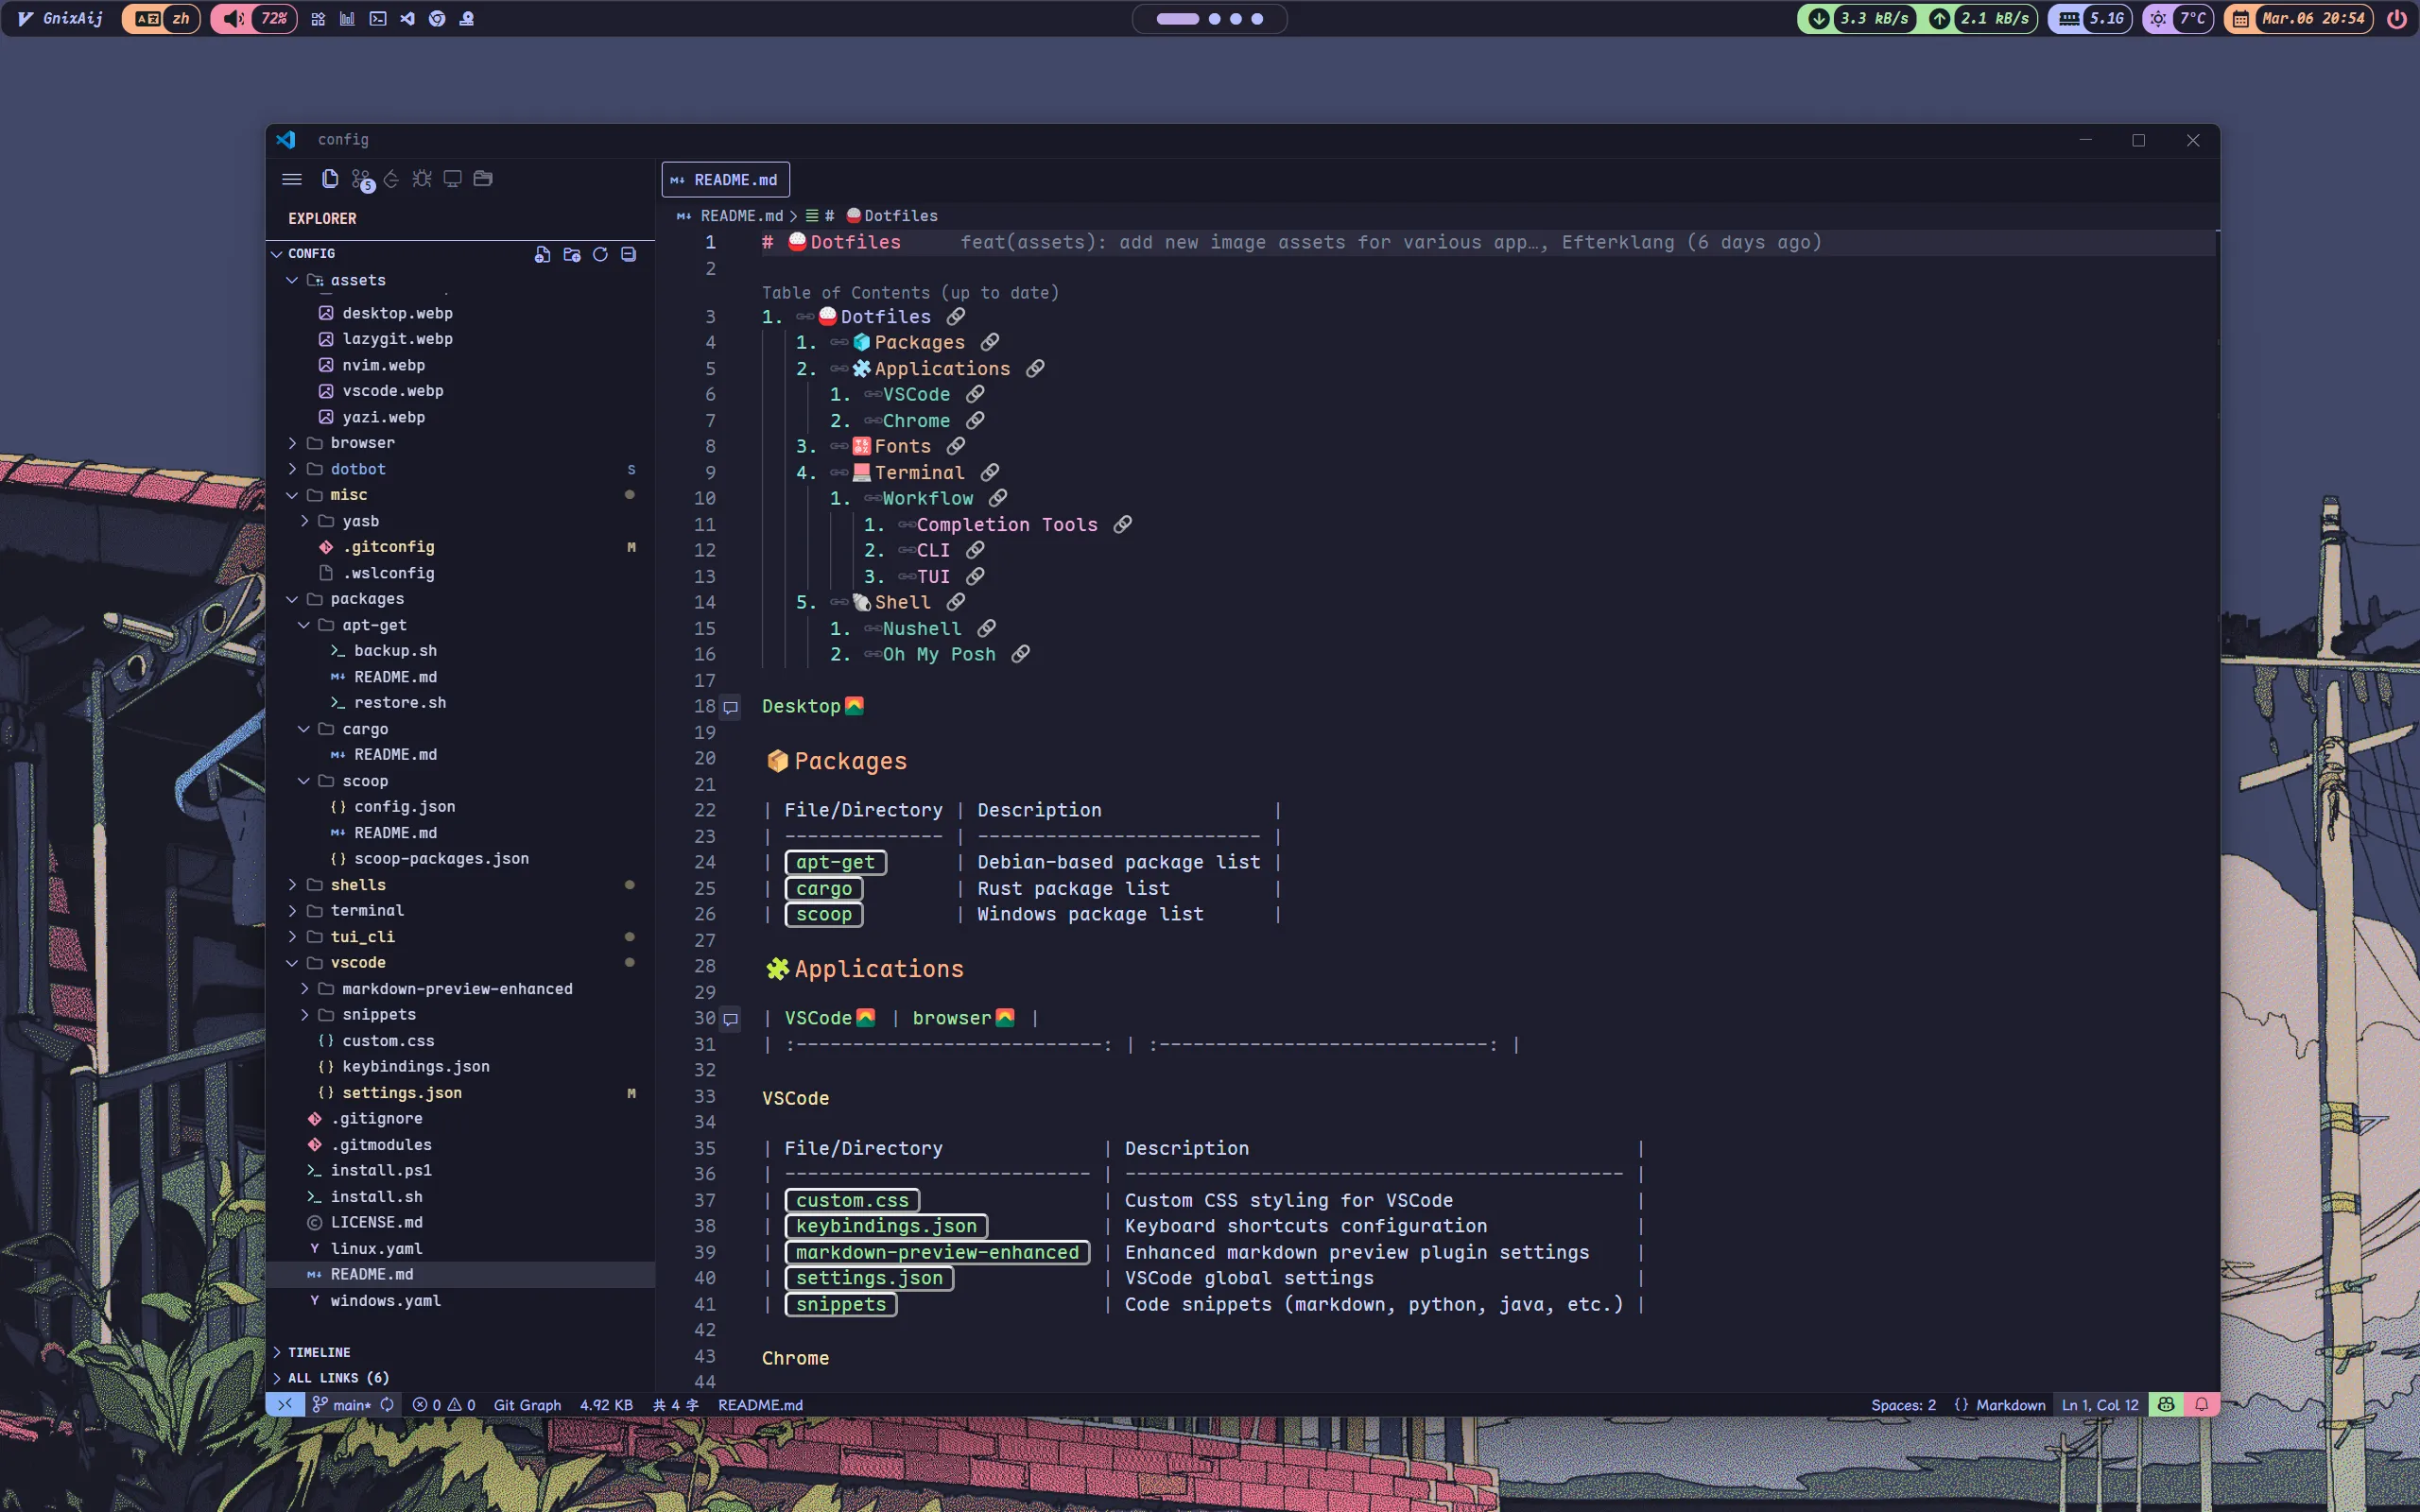 GnixAij zh 72% 3.3 kB/s 2.1 kB/s 5.1G 7°C Mar.06 20:54
config
5
EXPLORER
CONFIG
assets
desktop.webp
lazygit.webp
nvim.webp
vscode.webp
yazi.webp
browser
dotbot S
misc
yasb
.gitconfig M
.wslconfig
packages
apt-get
backup.sh
README.md
restore.sh
cargo
README.md
scoop
config.json
README.md
scoop-packages.json
shells
terminal
tui_cli
vscode
markdown-preview-enhanced
snippets
custom.css
keybindings.json
settings.json M
.gitignore
.gitmodules
install.ps1
install.sh
LICENSE.md
linux.yaml
README.md
windows.yaml
TIMELINE
ALL LINKS (6)
README.md
README.md > # 🍚Dotfiles
1 # 🍚Dotfiles feat(assets): add new image assets for various app…, Efterklang (6 days ago)
2
Table of Contents (up to date)
3 1. 🍚Dotfiles 🔗
4 1. 🧊Packages 🔗
5 2. 🧩Applications 🔗
6 1. VSCode 🔗
7 2. Chrome 🔗
8 3. 🔣Fonts 🔗
9 4. 💻Terminal 🔗
10 1. Workflow 🔗
11 1. Completion Tools 🔗
12 2. CLI 🔗
13 3. TUI 🔗
14 5. 🐚Shell 🔗
15 1. Nushell 🔗
16 2. Oh My Posh 🔗
17
18 Desktop🌄
19
20 📦Packages
21
22 | File/Directory | Description |
23 | -------------- | ------------------------- |
24 | apt-get | Debian-based package list |
25 | cargo | Rust package list |
26 | scoop | Windows package list |
27
28 🧩Applications
29
30 | VSCode🌄 | browser🌄 |
31 | :---------------------------: | :-----------------------------: |
32
33 VSCode
34
35 | File/Directory | Description |
36 | --------------------------- | -------------------------------------------- |
37 | custom.css | Custom CSS styling for VSCode |
38 | keybindings.json | Keyboard shortcuts configuration |
39 | markdown-preview-enhanced | Enhanced markdown preview plugin settings |
40 | settings.json | VSCode global settings |
41 | snippets | Code snippets (markdown, python, java, etc.) |
42
43 Chrome
44
main* 0 0 Git Graph 4.92 KB 共 4 字 README.md Spaces: 2 {} Markdown Ln 1, Col 12